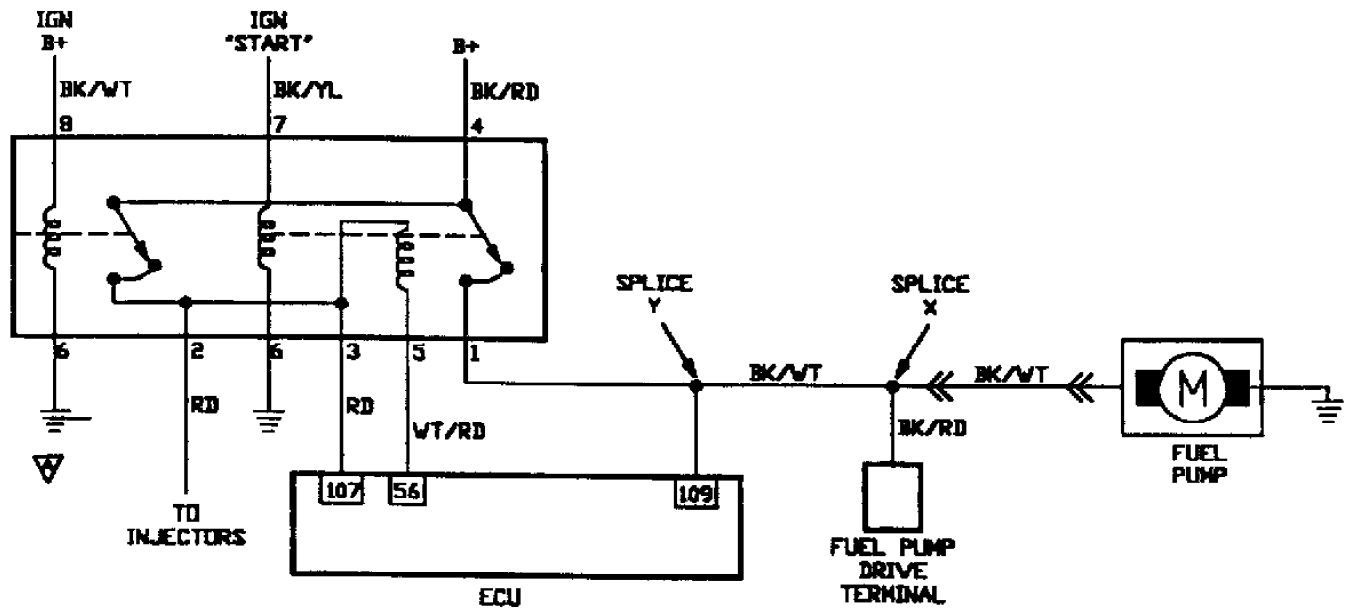 IGN
B+
IGN
"START"
B+
BK/WT
BK/YL
BK/RD
8
7
4
6
2
6
3
5
1
RD
RD
WT/RD
SPLICE
Y
SPLICE
X
BK/WT
BK/WT
BK/RD
M
FUEL
PUMP
A
TO
INJECTORS
107
56
109
ECU
FUEL PUMP
DRIVE
TERMINAL